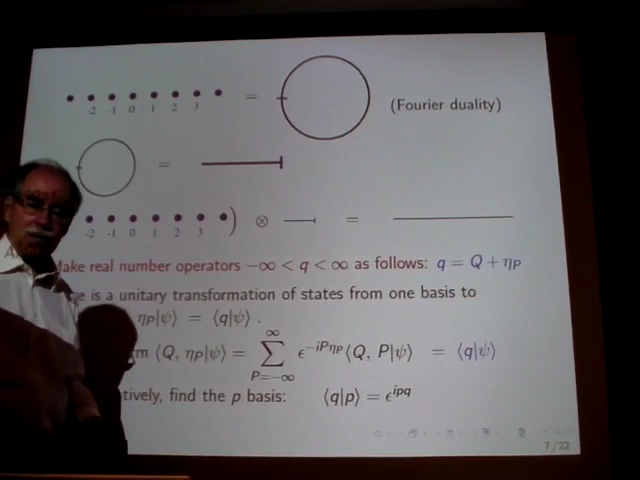 -2 -1 0 1 2 3 = (Fourier duality)
=
-2 -1 0 1 2 3 ) ⊗ =
Make real number operators −∞ < q < ∞ as follows: q = Q + η_P
is a unitary transformation of states from one basis to
η_P|ψ⟩ = ⟨q|ψ⟩ .
⟨Q, η_P|ψ⟩ = ∑_{P=−∞}^{∞} ϵ^{−iPη_P}⟨Q, P|ψ⟩ = ⟨q|ψ⟩
tively, find the p basis: ⟨q|p⟩ = ϵ^{ipq}
7/22